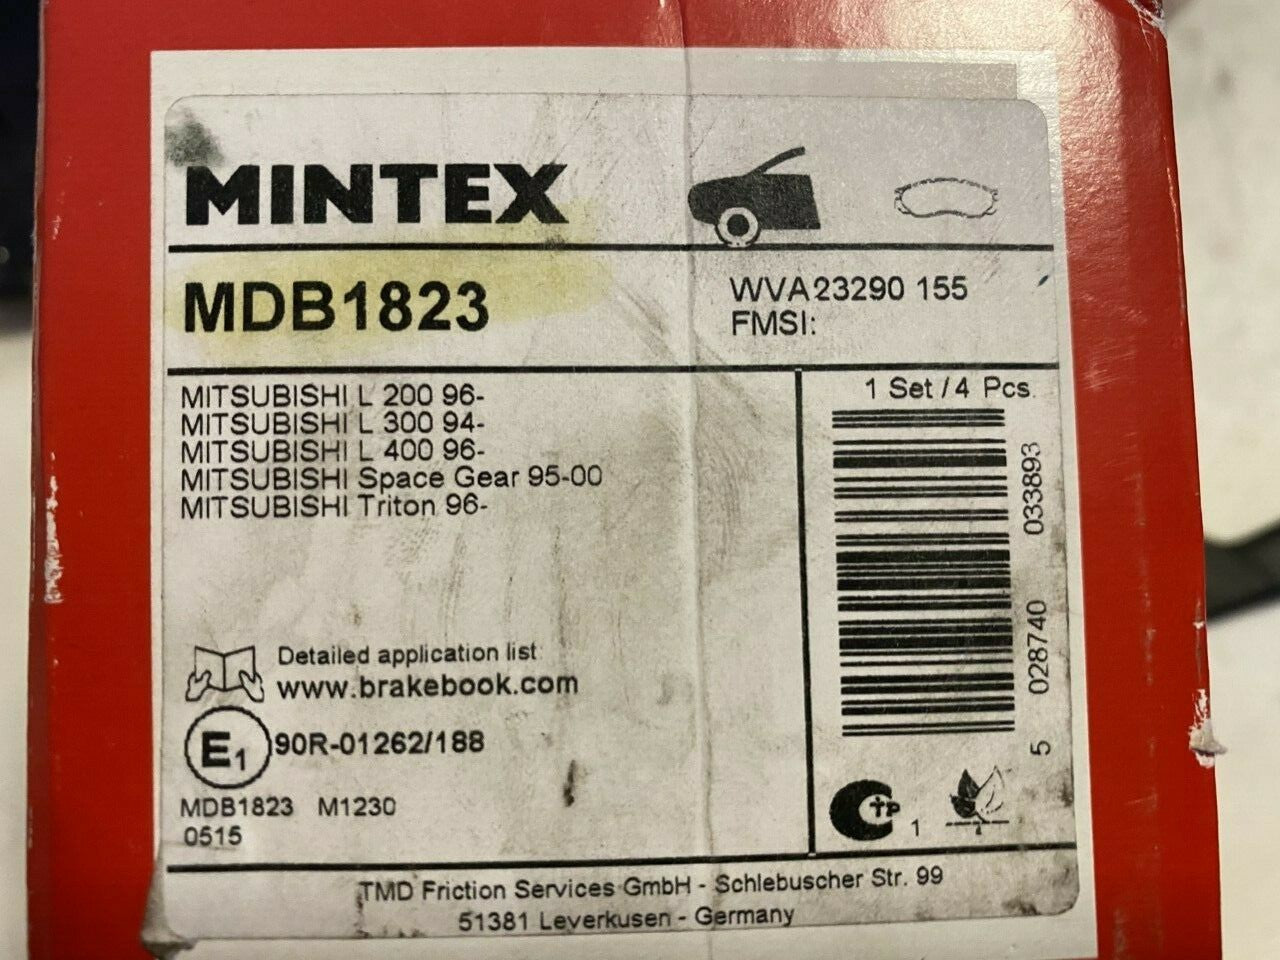 MINTEX
MDB1823
WVA23290 155
FMSI:
MITSUBISHI L 200 96-
MITSUBISHI L 300 94-
MITSUBISHI L 400 96-
MITSUBISHI Space Gear 95-00
MITSUBISHI Triton 96-
1 Set / 4 Pcs.
5 028740 033893
Detailed application list
www.brakebook.com
E1 90R-01262/188
MDB1823 M1230
0515
СTP 1
TMD Friction Services GmbH - Schlebuscher Str. 99
51381 Leverkusen - Germany